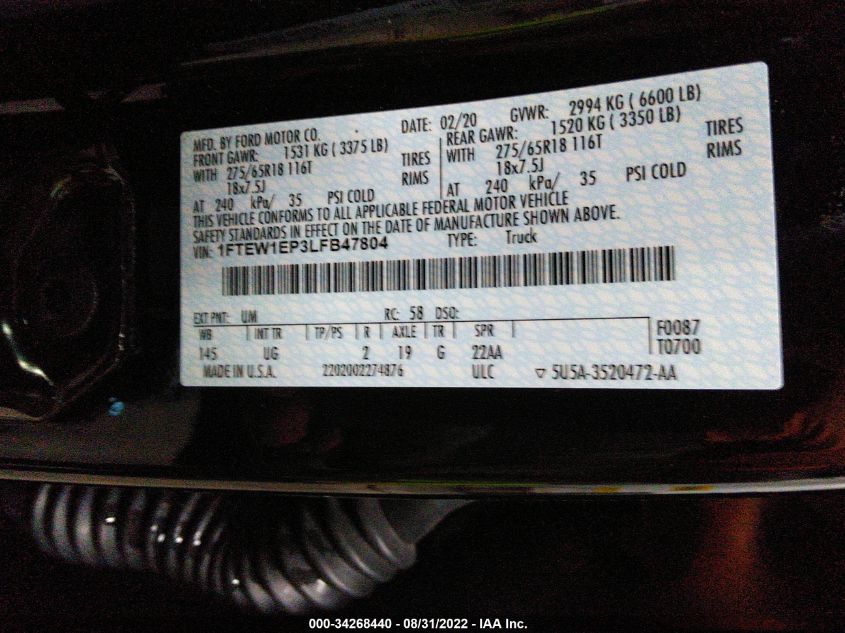 MFD. BY FORD MOTOR CO.
DATE: 02/20 GVWR: 2994 KG ( 6600 LB)
FRONT GAWR: 1531 KG ( 3375 LB)
REAR GAWR: 1520 KG ( 3350 LB)
WITH 275/65R18 116T TIRES
WITH 275/65R18 116T TIRES
18x7.5J RIMS
18x7.5J RIMS
AT 240 kPa/ 35 PSI COLD
AT 240 kPa/ 35 PSI COLD
THIS VEHICLE CONFORMS TO ALL APPLICABLE FEDERAL MOTOR VEHICLE
SAFETY STANDARDS IN EFFECT ON THE DATE OF MANUFACTURE SHOWN ABOVE.
VIN: 1FTEW1EP3LFB47804 TYPE: Truck
EXT PNT: UM RC: 58 DSO:
WB INT TR TP/PS R AXLE TR SPR F0087
145 UG 2 19 G 22AA T0700
MADE IN U.S.A. 2202002274876 ULC ▽ 5U5A-3520472-AA
000-34268440 - 08/31/2022 - IAA Inc.